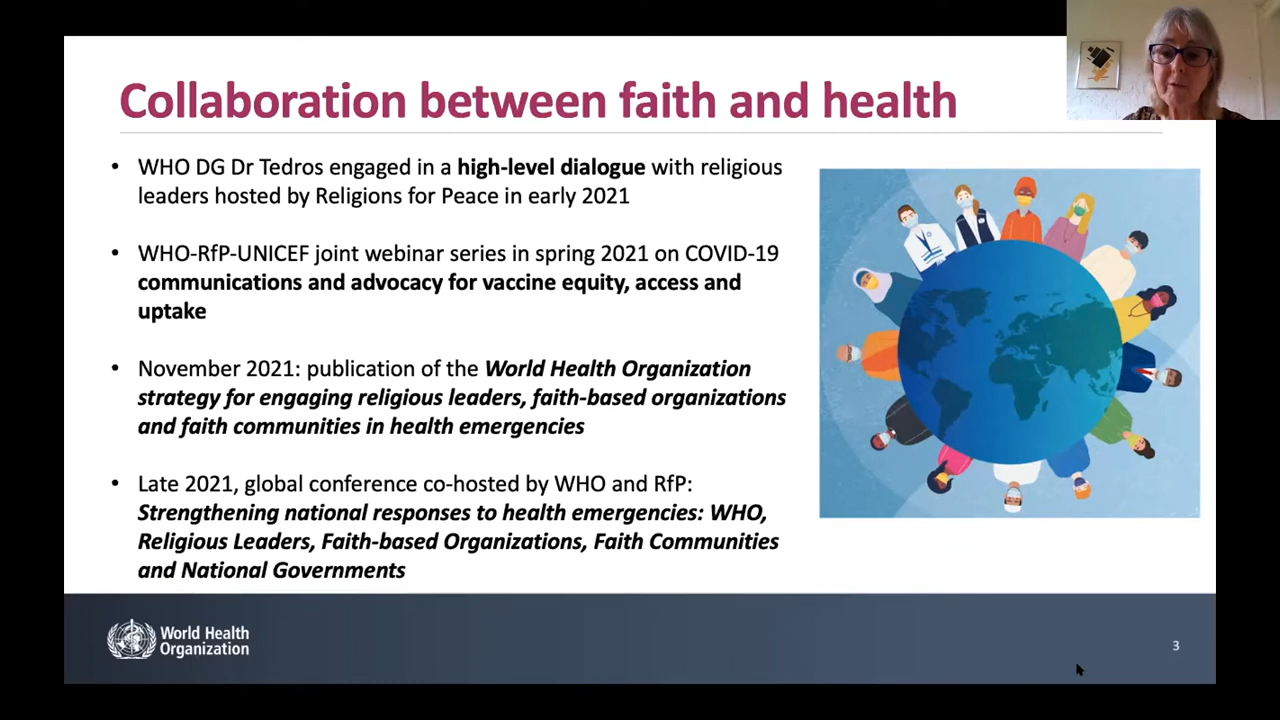 Collaboration between faith and health
• WHO DG Dr Tedros engaged in a high-level dialogue with religious
leaders hosted by Religions for Peace in early 2021
• WHO-RfP-UNICEF joint webinar series in spring 2021 on COVID-19
communications and advocacy for vaccine equity, access and
uptake
• November 2021: publication of the World Health Organization
strategy for engaging religious leaders, faith-based organizations
and faith communities in health emergencies
• Late 2021, global conference co-hosted by WHO and RfP:
Strengthening national responses to health emergencies: WHO,
Religious Leaders, Faith-based Organizations, Faith Communities
and National Governments
World Health
Organization
3